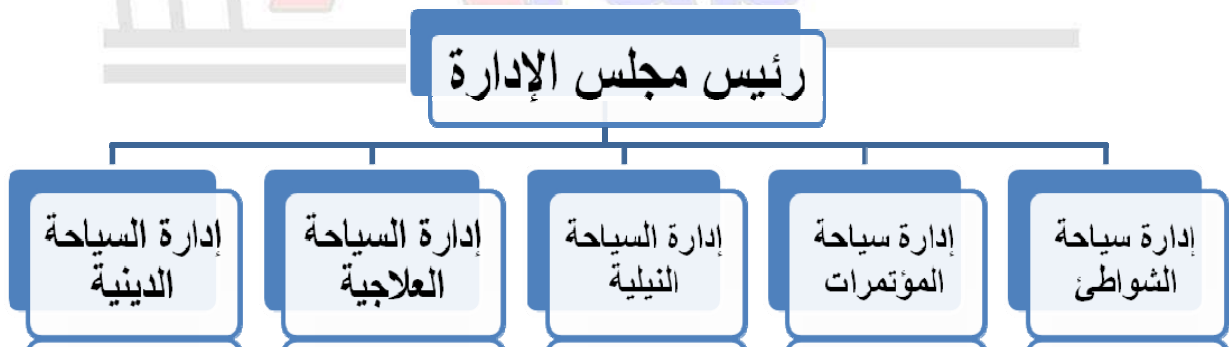 رئيس مجلس الإدارة
إدارة سياحة
الشواطئ
إدارة سياحة
المؤتمرات
إدارة السياحة
النيلية
إدارة السياحة
العلاجية
إدارة السياحة
الدينية